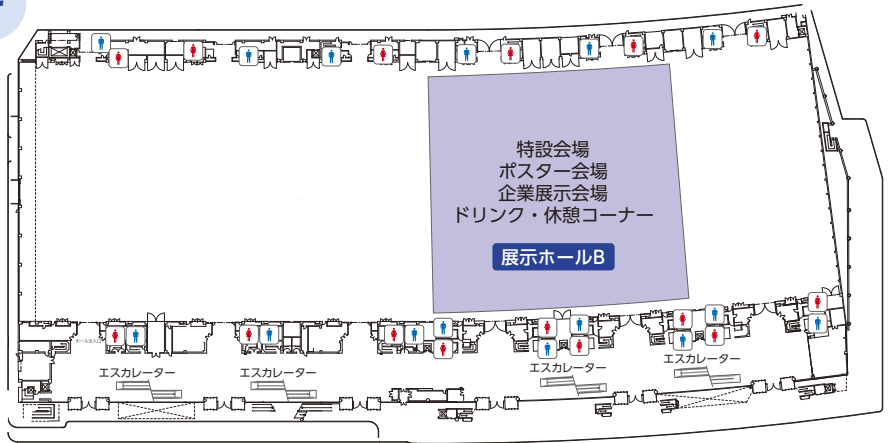 特設会場
ポスター会場
企業展示会場
ドリンク・休憩コーナー
展示ホールB
エスカレーター
エスカレーター
エスカレーター
エスカレーター